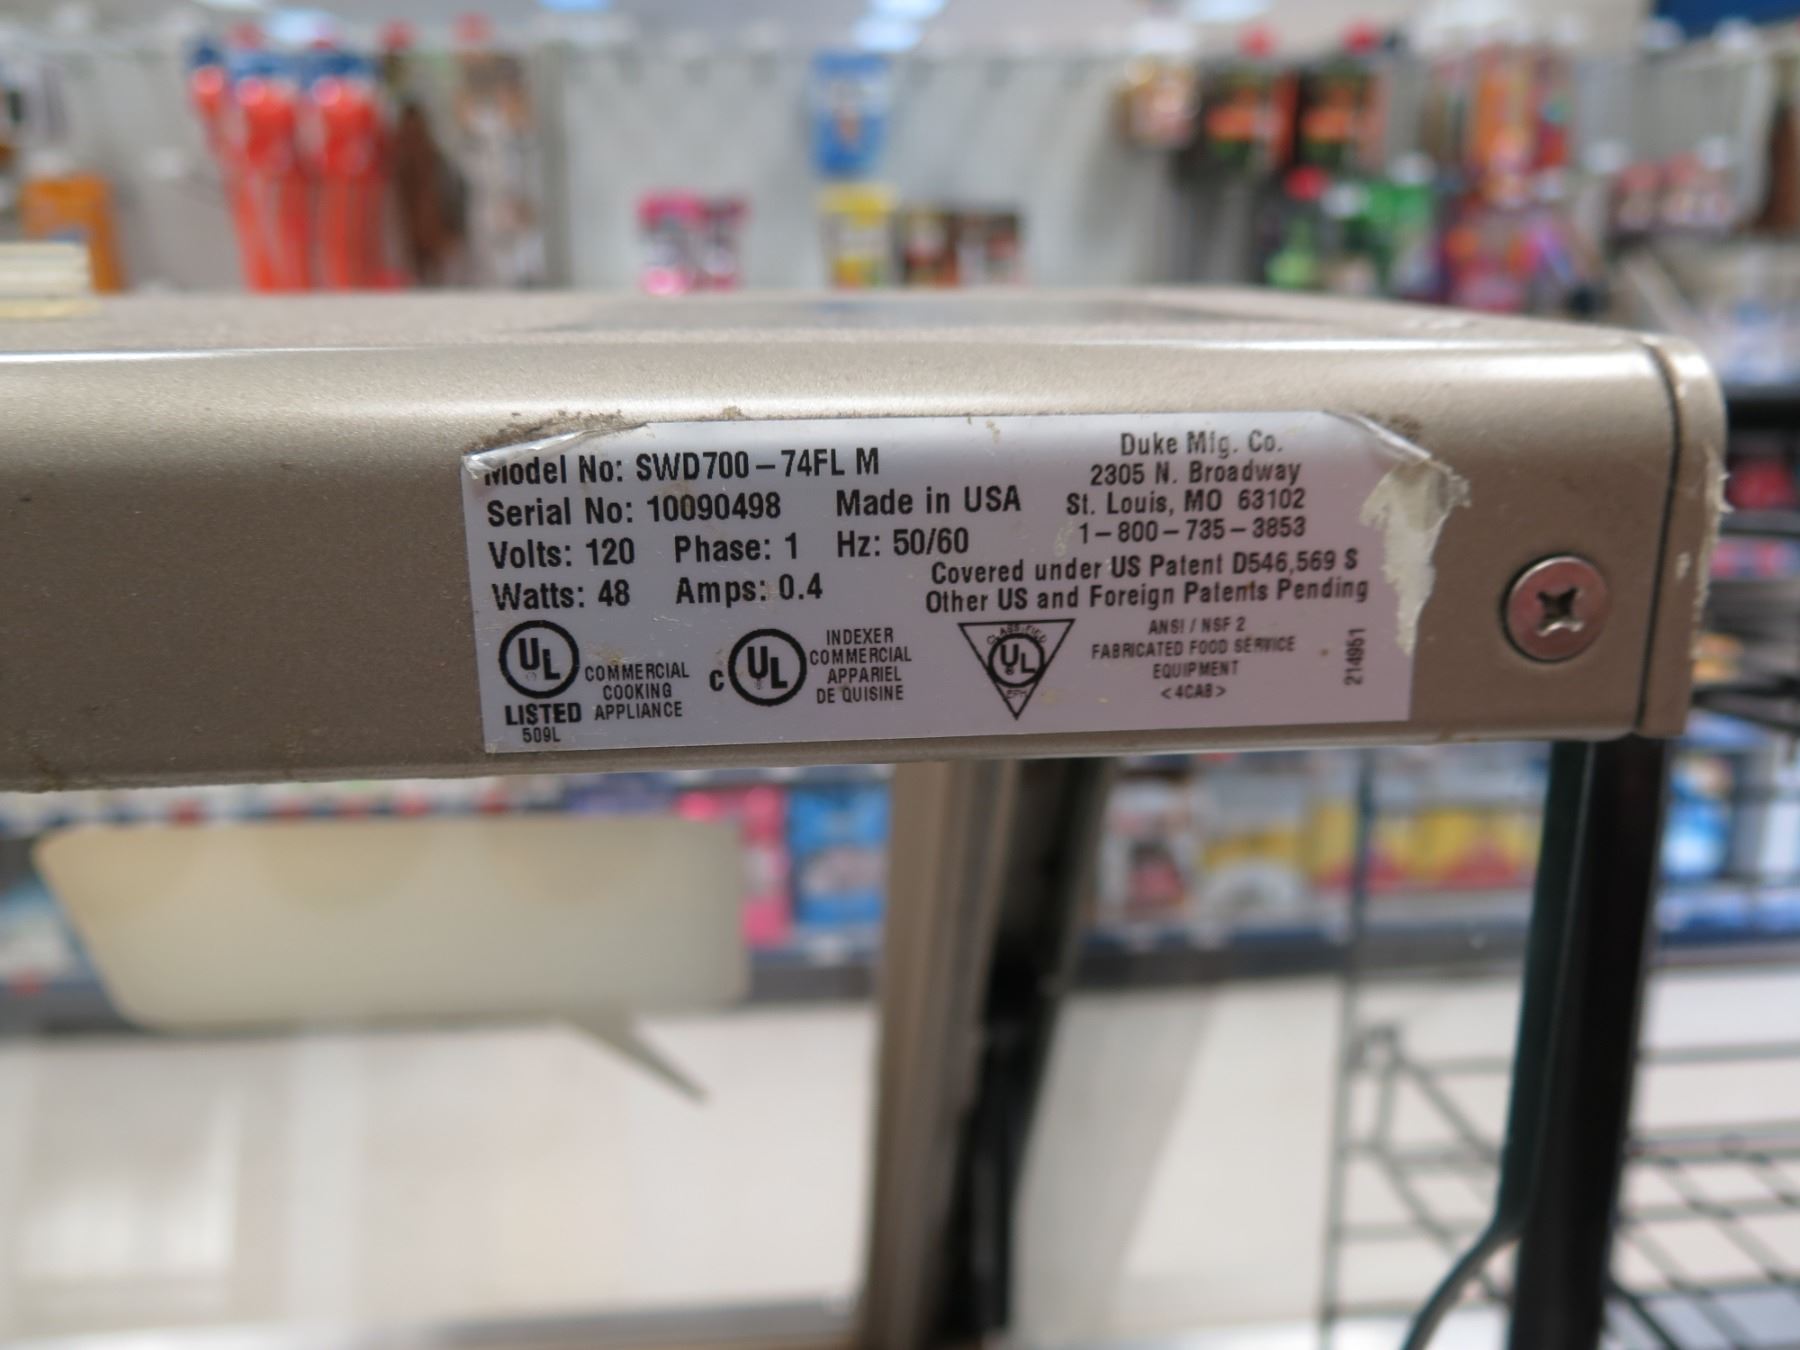 Model No: SWD700-74FL M
Serial No: 10090498 Made in USA
Volts: 120 Phase: 1 Hz: 50/60
Watts: 48 Amps: 0.4
Duke Mfg. Co.
2305 N. Broadway
St. Louis, MO 63102
1-800-735-3853
Covered under US Patent D546,569 S
Other US and Foreign Patents Pending
UL
LISTED
509L
COMMERCIAL
COOKING
APPLIANCE
C UL
INDEXER
COMMERCIAL
APPARIEL
DE QUISINE
CLASSIFIED
UL
EPH
ANSI / NSF 2
FABRICATED FOOD SERVICE
EQUIPMENT
<4CA8>
214951